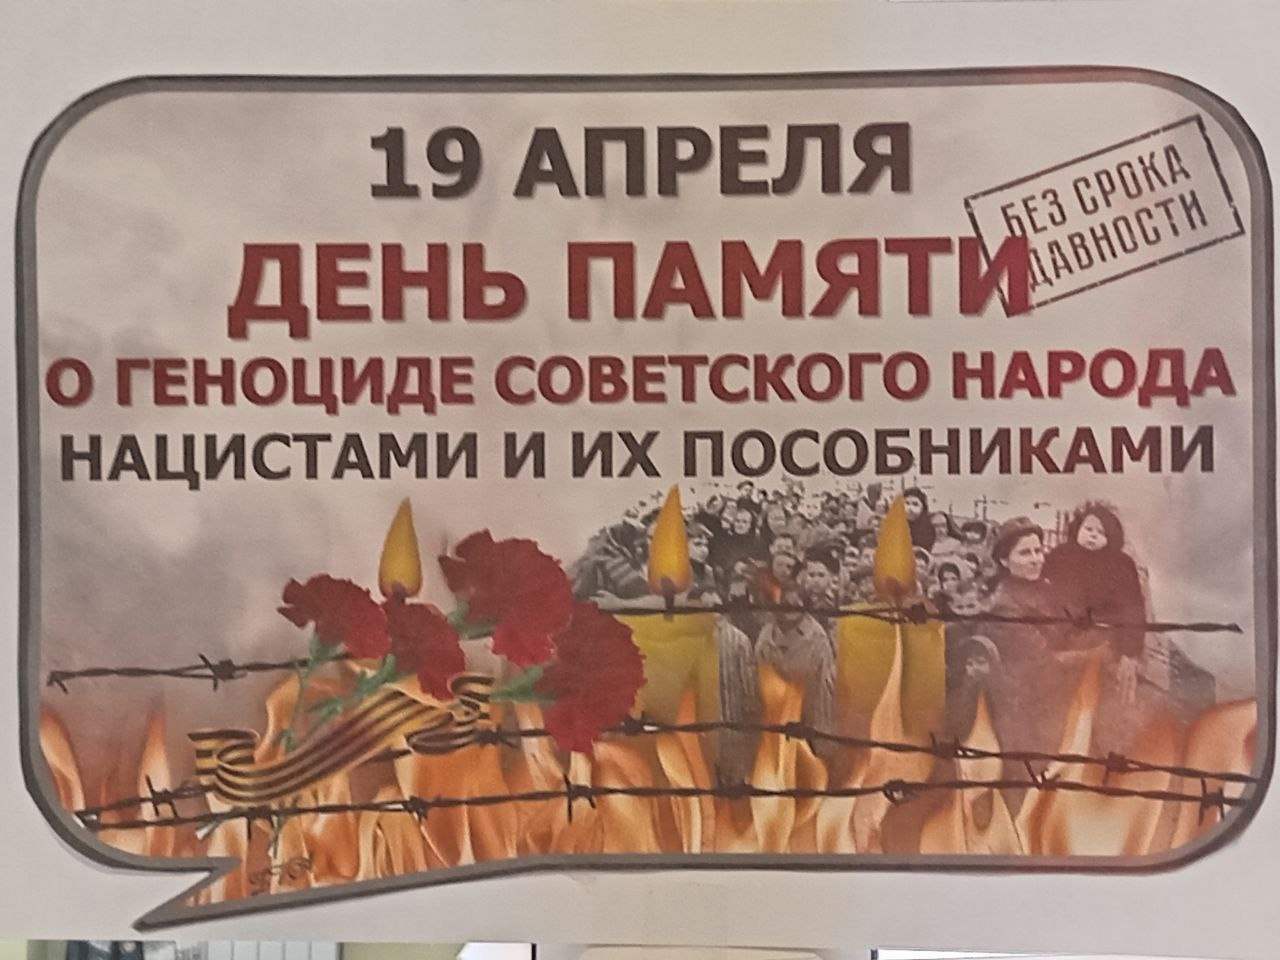 19 АПРЕЛЯ
БЕЗ СРОКА
ДАВНОСТИ
ДЕНЬ ПАМЯТИ
О ГЕНОЦИДЕ СОВЕТСКОГО НАРОДА
НАЦИСТАМИ И ИХ ПОСОБНИКАМИ